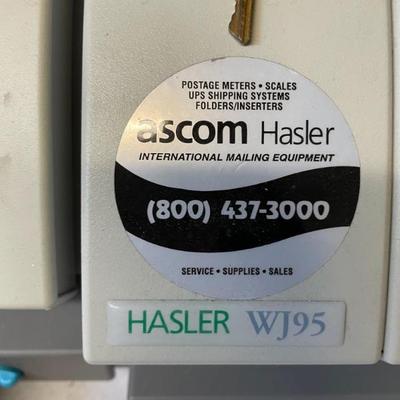 POSTAGE METERS • SCALES
UPS SHIPPING SYSTEMS
FOLDERS/INSERTERS
ascom Hasler
INTERNATIONAL MAILING EQUIPMENT
(800) 437-3000
SERVICE • SUPPLIES • SALES
HASLER WJ95